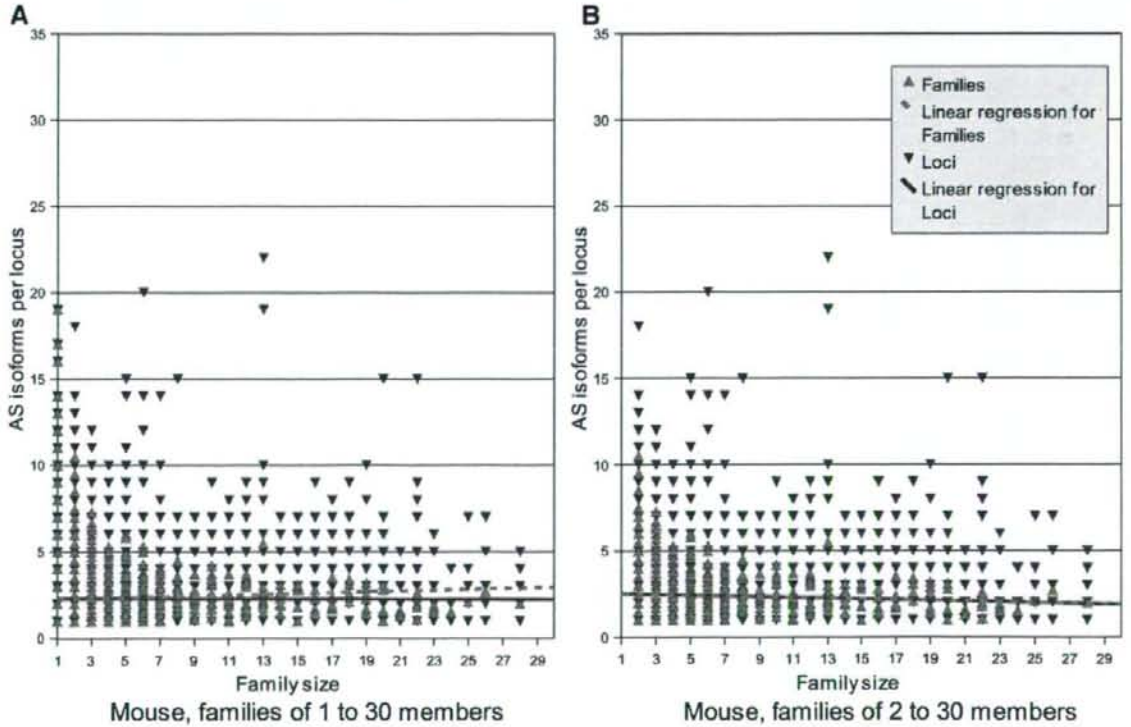 A
35
30
25
20
15
10
5
0
AS isoforms per locus
1 3 5 7 9 11 13 15 17 19 21 23 25 27 29
Family size
Mouse, families of 1 to 30 members
B
35
30
25
20
15
10
5
0
AS isoforms per locus
Families
Linear regression for
Families
Loci
Linear regression for
Loci
1 3 5 7 9 11 13 15 17 19 21 23 25 27 29
Family size
Mouse, families of 2 to 30 members